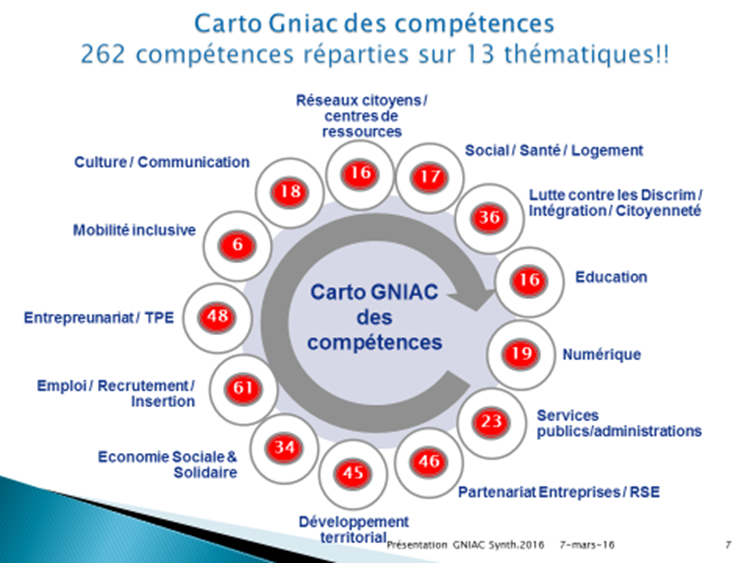 Carto Gniac des compétences
262 compétences réparties sur 13 thématiques!!
Réseaux citoyens /
centres de
ressources
16
Social / Santé / Logement
17
Lutte contre les Discrim /
Intégration / Citoyenneté
36
Education
16
Numérique
19
Services
publics/administrations
23
Partenariat Entreprises / RSE
46
Développement
territorial
45
Economie Sociale &
Solidaire
34
Emploi / Recrutement /
Insertion
61
Entrepreunariat / TPE
48
Mobilité inclusive
6
Culture / Communication
18
Carto GNIAC
des
compétences
Présentation GNIAC Synth.2016 7-mars-16 7